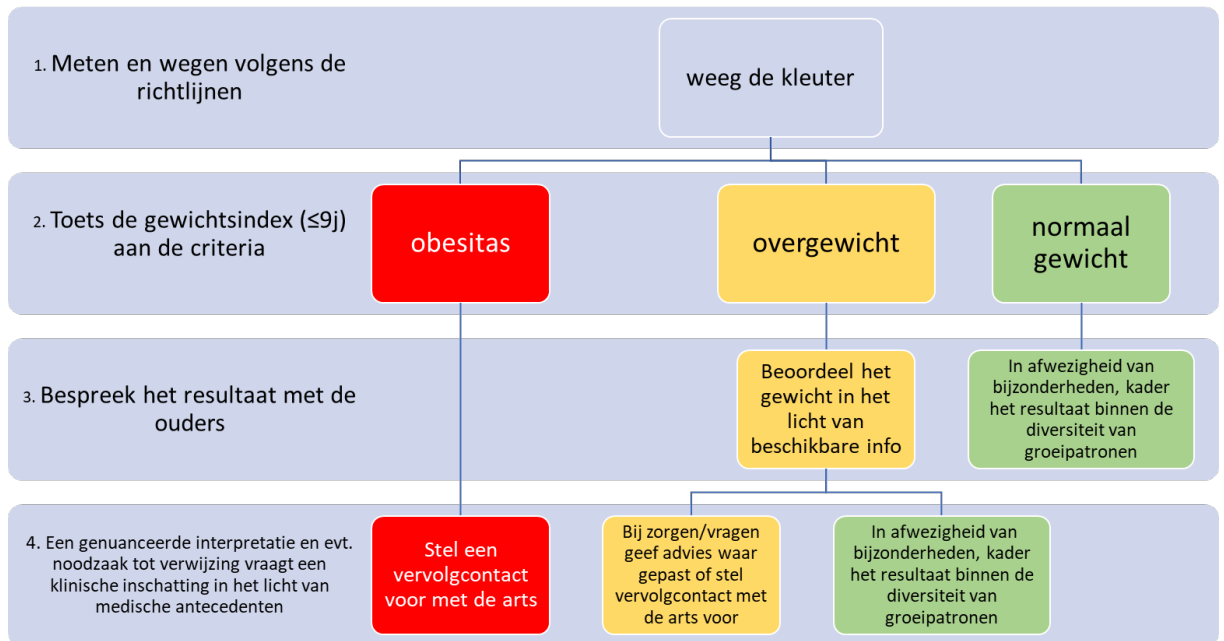 1. Meten en wegen volgens de
richtlijnen
weeg de kleuter
2. Toets de gewichtsindex (≤9j)
aan de criteria
obesitas
overgewicht
normaal
gewicht
3. Bespreek het resultaat met de
ouders
Beoordeel het
gewicht in het
licht van
beschikbare info
In afwezigheid van
bijzonderheden, kader
het resultaat binnen de
diversiteit van
groeipatronen
4. Een genuanceerde interpretatie en evt.
noodzaak tot verwijzing vraagt een
klinische inschatting in het licht van
medische antecedenten
Stel een
vervolgcontact
voor met de arts
Bij zorgen/vragen
geef advies waar
gepast of stel
vervolgcontact met
de arts voor
In afwezigheid van
bijzonderheden, kader
het resultaat binnen de
diversiteit van
groeipatronen